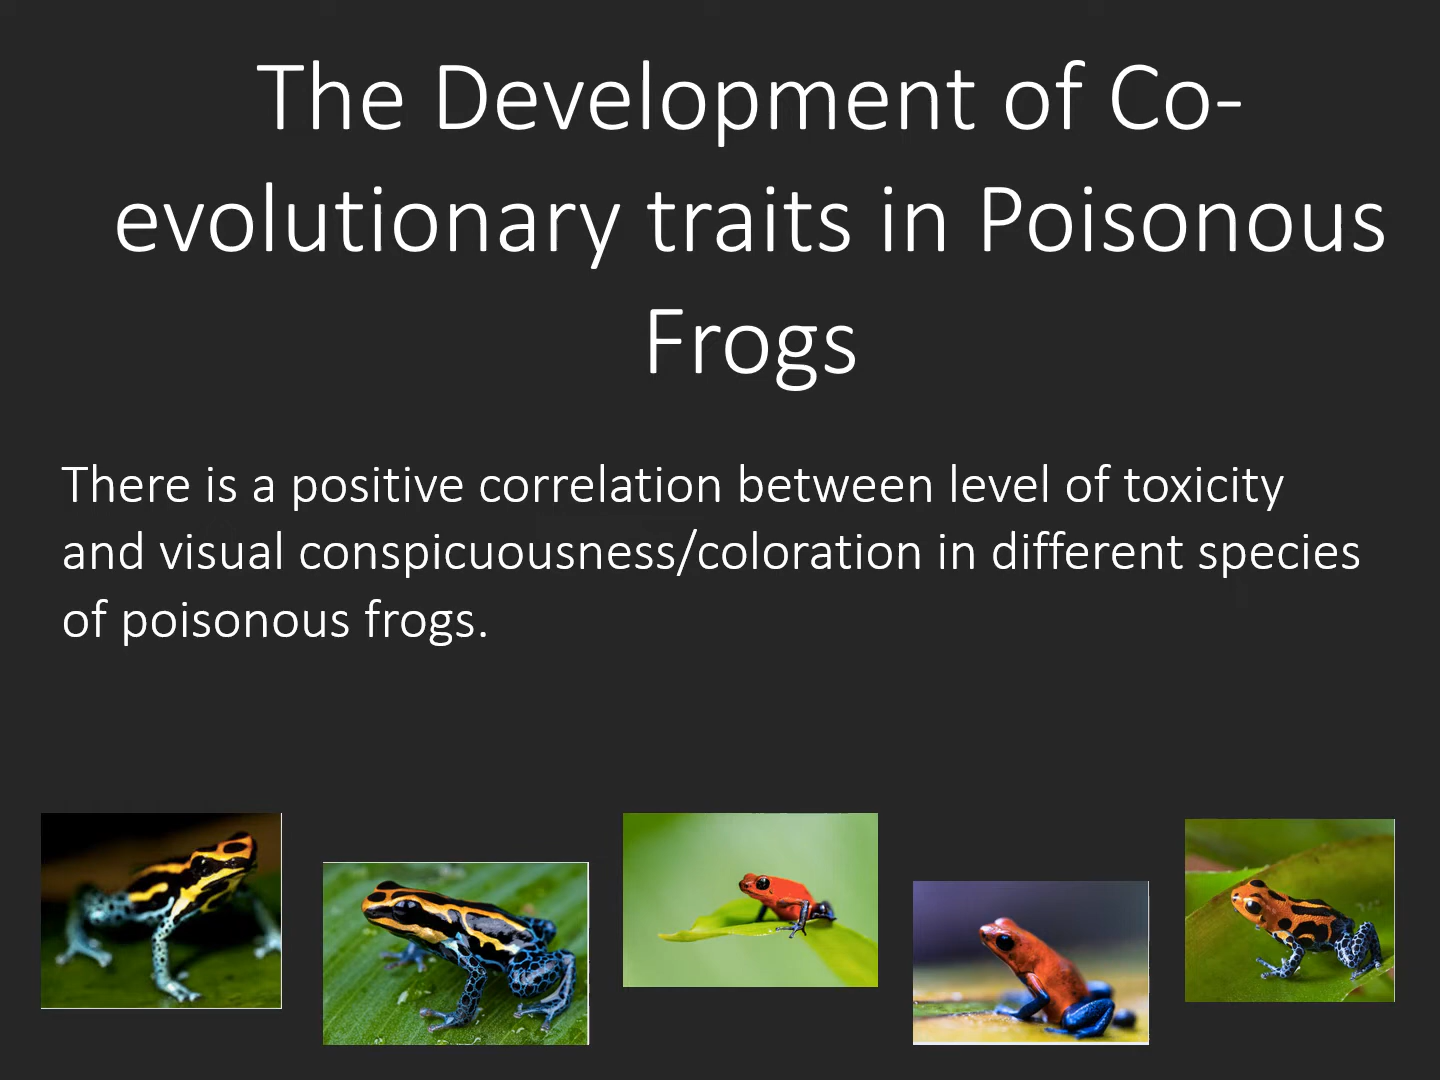 The Development of Co-
evolutionary traits in Poisonous
Frogs
There is a positive correlation between level of toxicity
and visual conspicuousness/coloration in different species
of poisonous frogs.